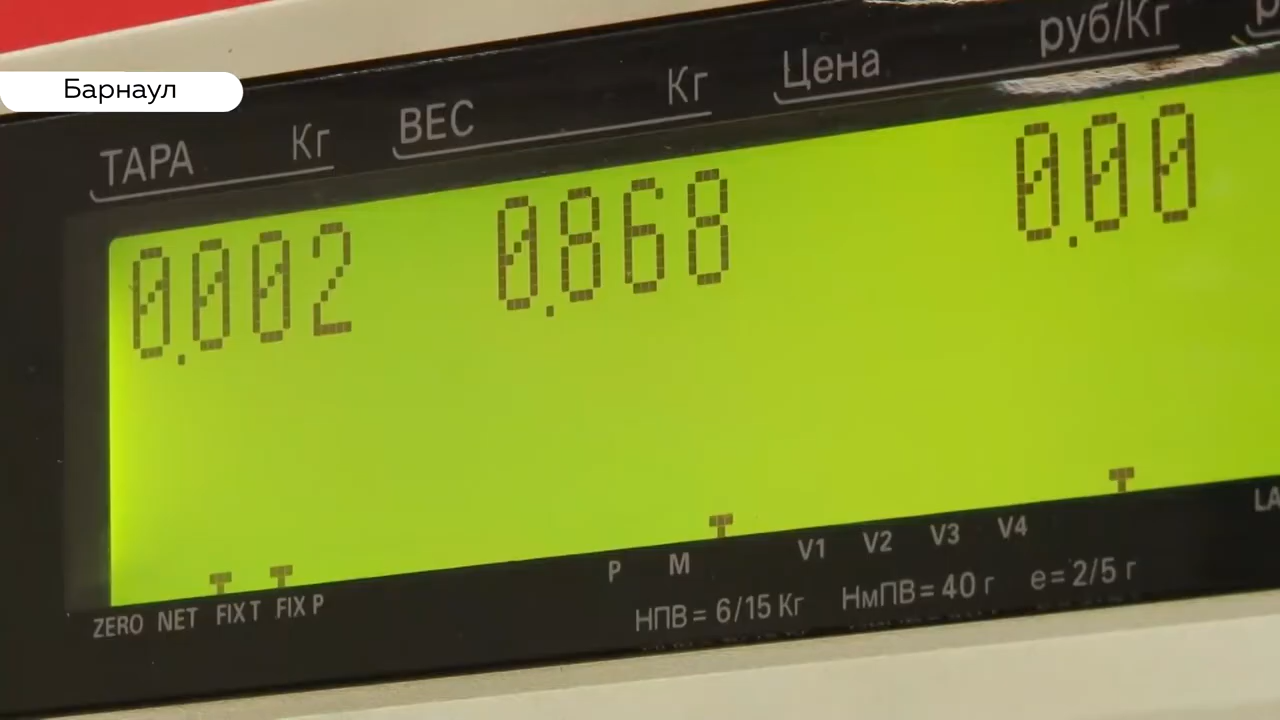 Барнаул
ТАРА Кг ВЕС Кг Цена руб/Кг
0.002 0.868 0.00
ZERO NET FIX T FIX P P M V1 V2 V3 V4
НПВ = 6/15 Кг НмПВ = 40 г e = 2/5 г